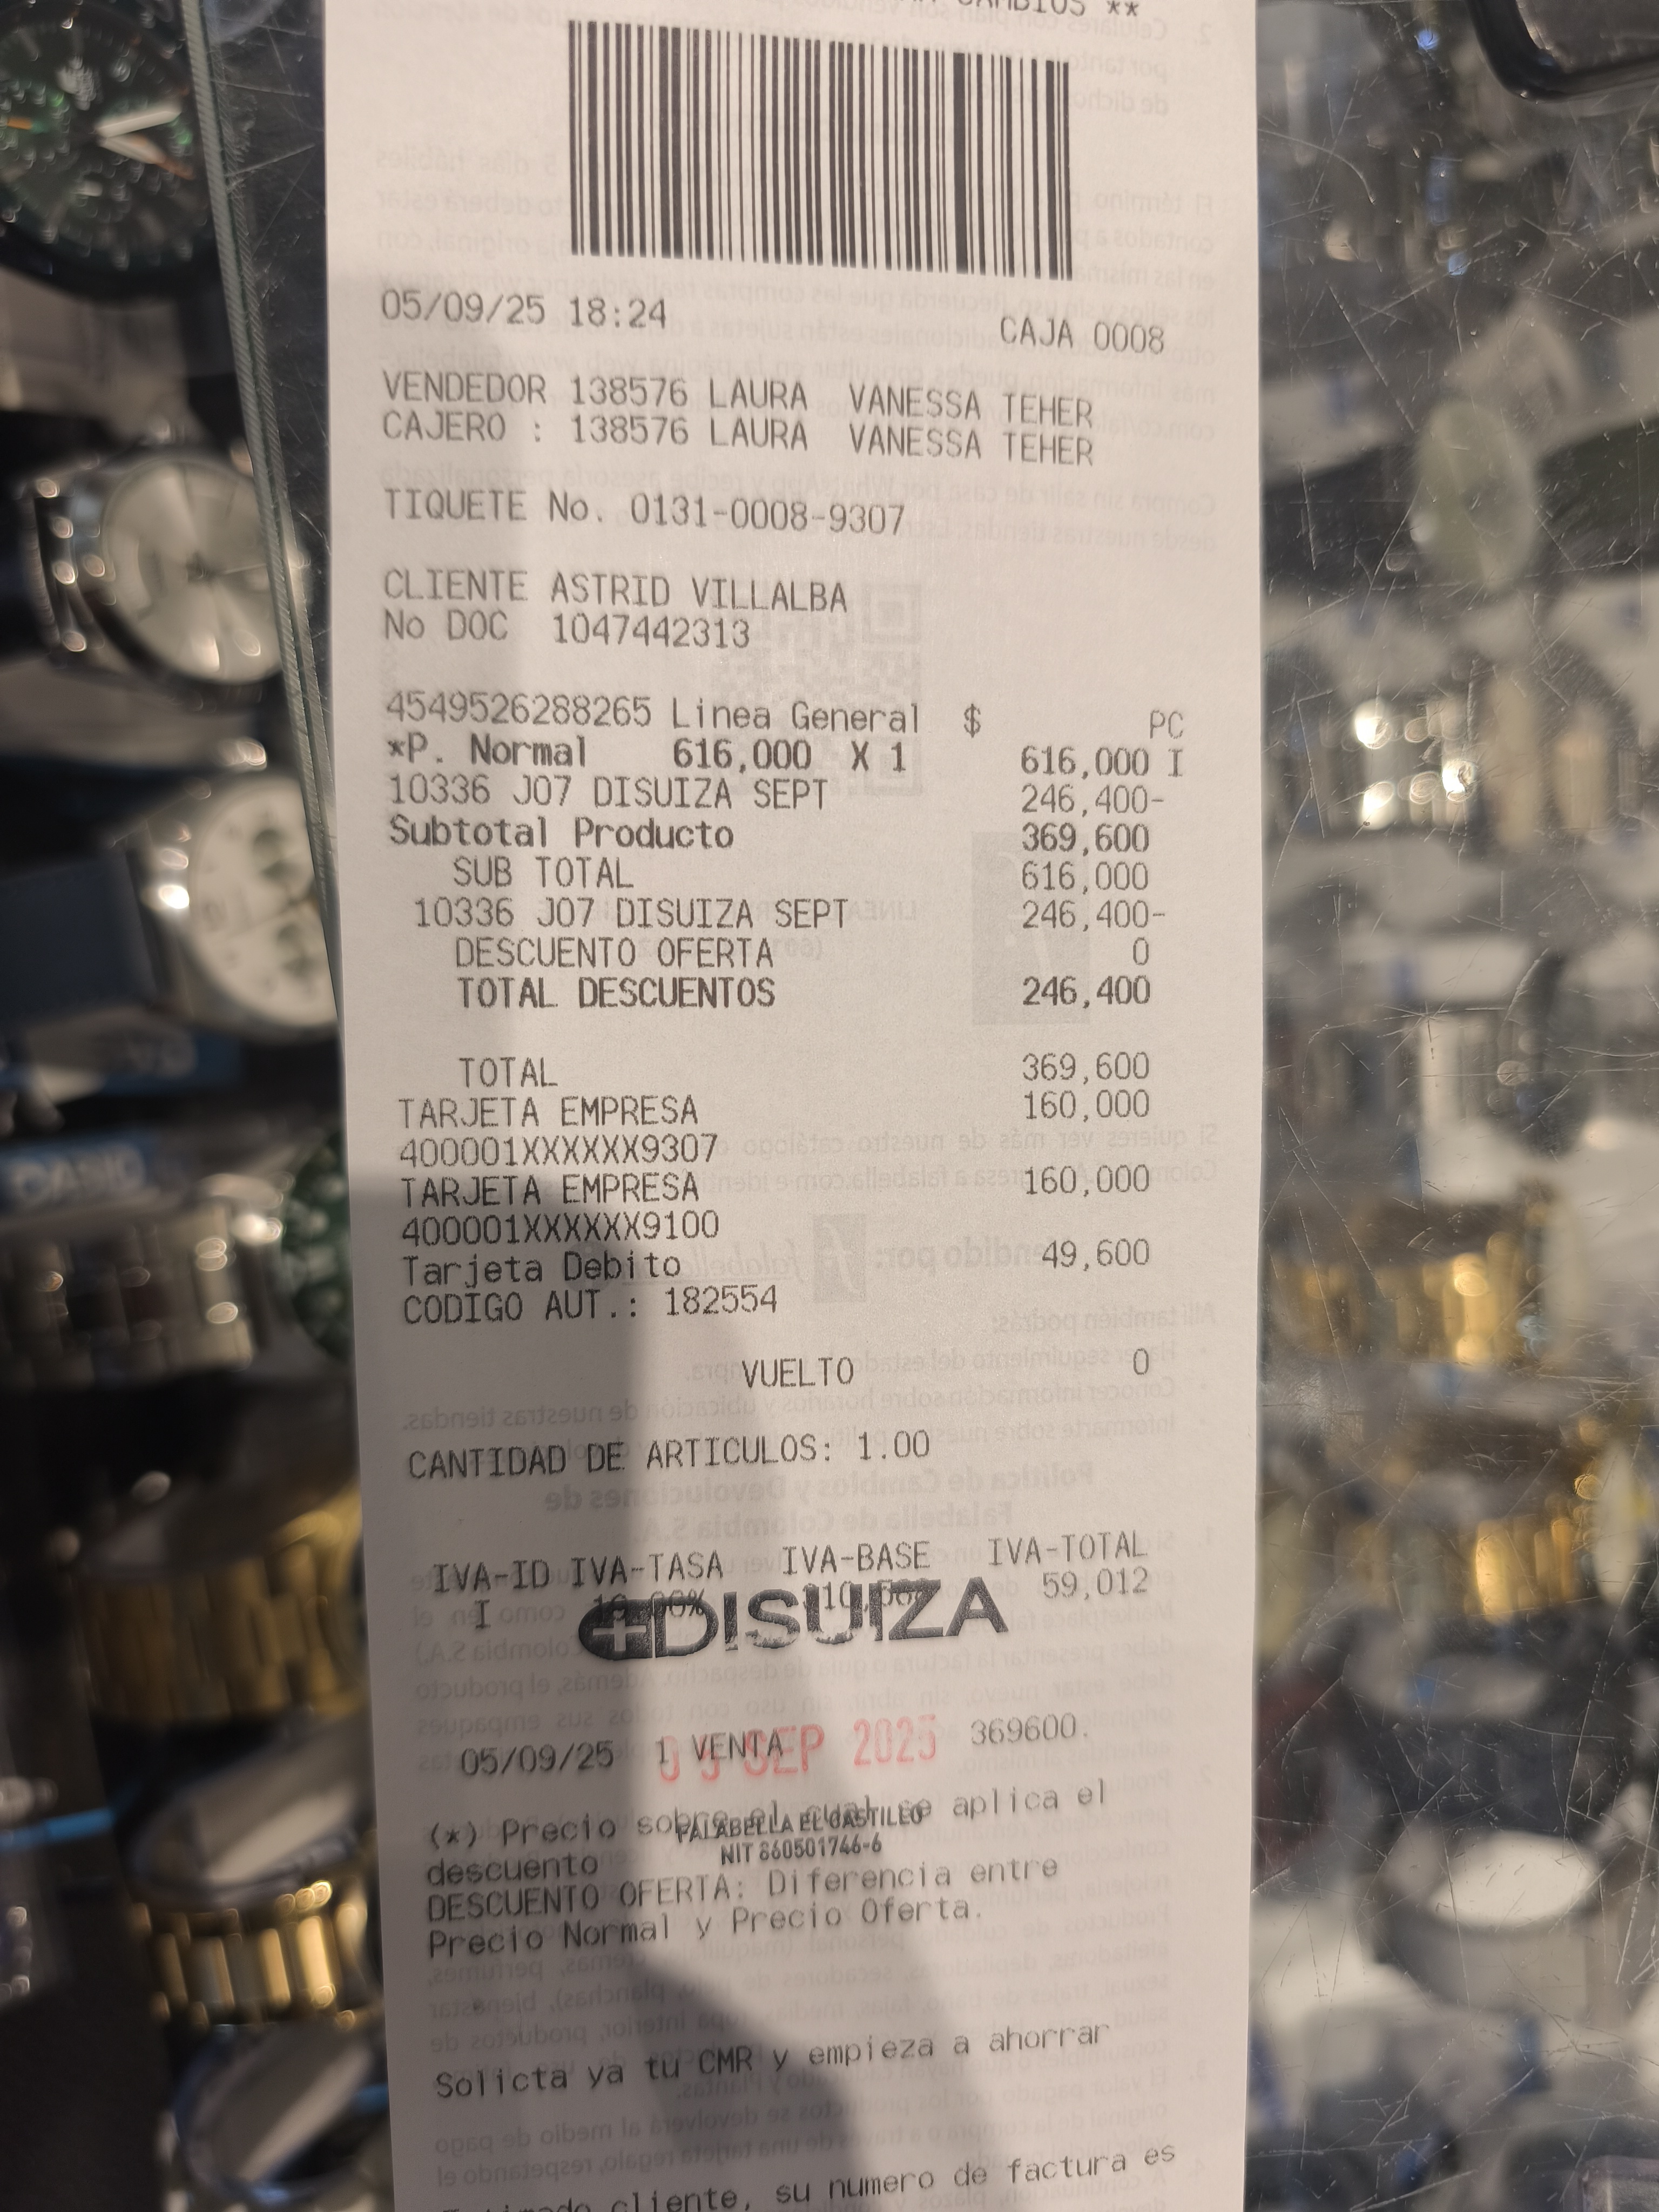 CAMBIOS **
05/09/25 18:24 CAJA 0008
VENDEDOR 138576 LAURA VANESSA TEHER
CAJERO : 138576 LAURA VANESSA TEHER
TIQUETE No. 0131-0008-9307
CLIENTE ASTRID VILLALBA
No DOC 1047442313
4549526288265 Linea General $ PC
*P. Normal 616,000 X 1 616,000 I
10336 J07 DISUIZA SEPT 246,400-
Subtotal Producto 369,600
SUB TOTAL 616,000
10336 J07 DISUIZA SEPT 246,400-
DESCUENTO OFERTA 0
TOTAL DESCUENTOS 246,400
TOTAL 369,600
TARJETA EMPRESA 160,000
400001XXXXXX9307
TARJETA EMPRESA 160,000
400001XXXXXX9100
Tarjeta Debito 49,600
CODIGO AUT.: 182554
VUELTO 0
CANTIDAD DE ARTICULOS: 1.00
IVA-ID IVA-TASA IVA-BASE IVA-TOTAL
I 59,012
DISUIZA
05/09/25 1 VENTA 369600.
05 SEP 2025
(*) Precio sobre el cual se aplica el
FALABELLA EL CASTILLO
NIT 860501746-6
descuento
DESCUENTO OFERTA: Diferencia entre
Precio Normal y Precio Oferta.
Solicta ya tu CMR y empieza a ahorrar
cliente, su numero de factura es
CASIO